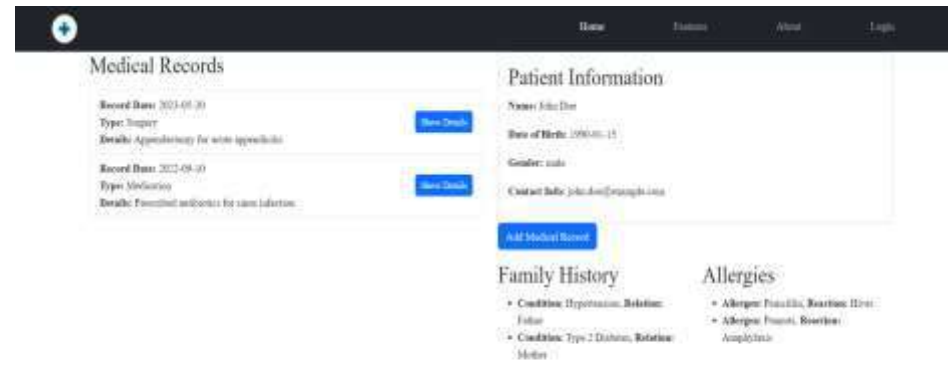 Home Features About Login
Medical Records
Record Date: 2023-05-20
Type: Surgery
Details: Appendectomy for acute appendicitis
Show Details
Record Date: 2022-09-10
Type: Medication
Details: Prescribed antibiotics for sinus infection
Show Details
Patient Information
Name: John Doe
Date of Birth: 1990-01-15
Gender: male
Contact Info: john.doe@example.com
Add Medical Record
Family History
• Condition: Hypertension, Relation:
Father
• Condition: Type 2 Diabetes, Relation:
Mother
Allergies
• Allergen: Penicillin, Reaction: Hives
• Allergen: Peanuts, Reaction:
Anaphylaxis